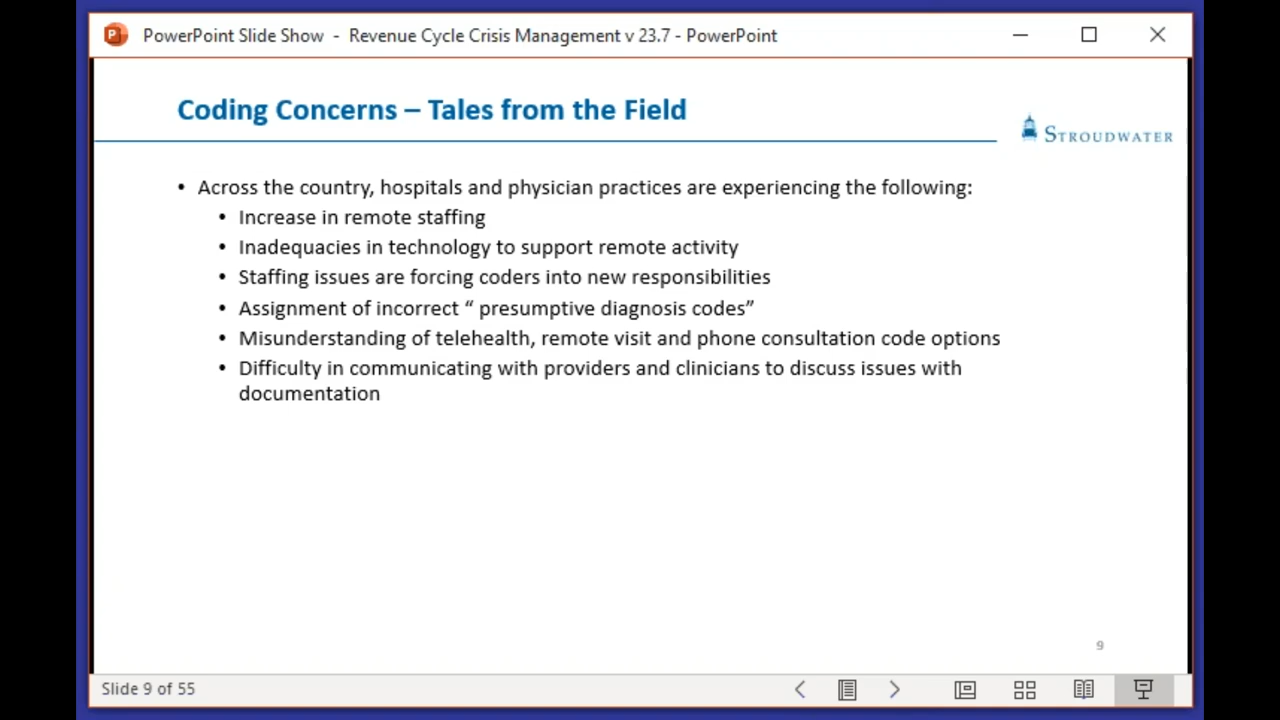 PowerPoint Slide Show - Revenue Cycle Crisis Management v 23.7 - PowerPoint
Coding Concerns – Tales from the Field
STROUDWATER
• Across the country, hospitals and physician practices are experiencing the following:
• Increase in remote staffing
• Inadequacies in technology to support remote activity
• Staffing issues are forcing coders into new responsibilities
• Assignment of incorrect “ presumptive diagnosis codes”
• Misunderstanding of telehealth, remote visit and phone consultation code options
• Difficulty in communicating with providers and clinicians to discuss issues with
documentation
9
Slide 9 of 55